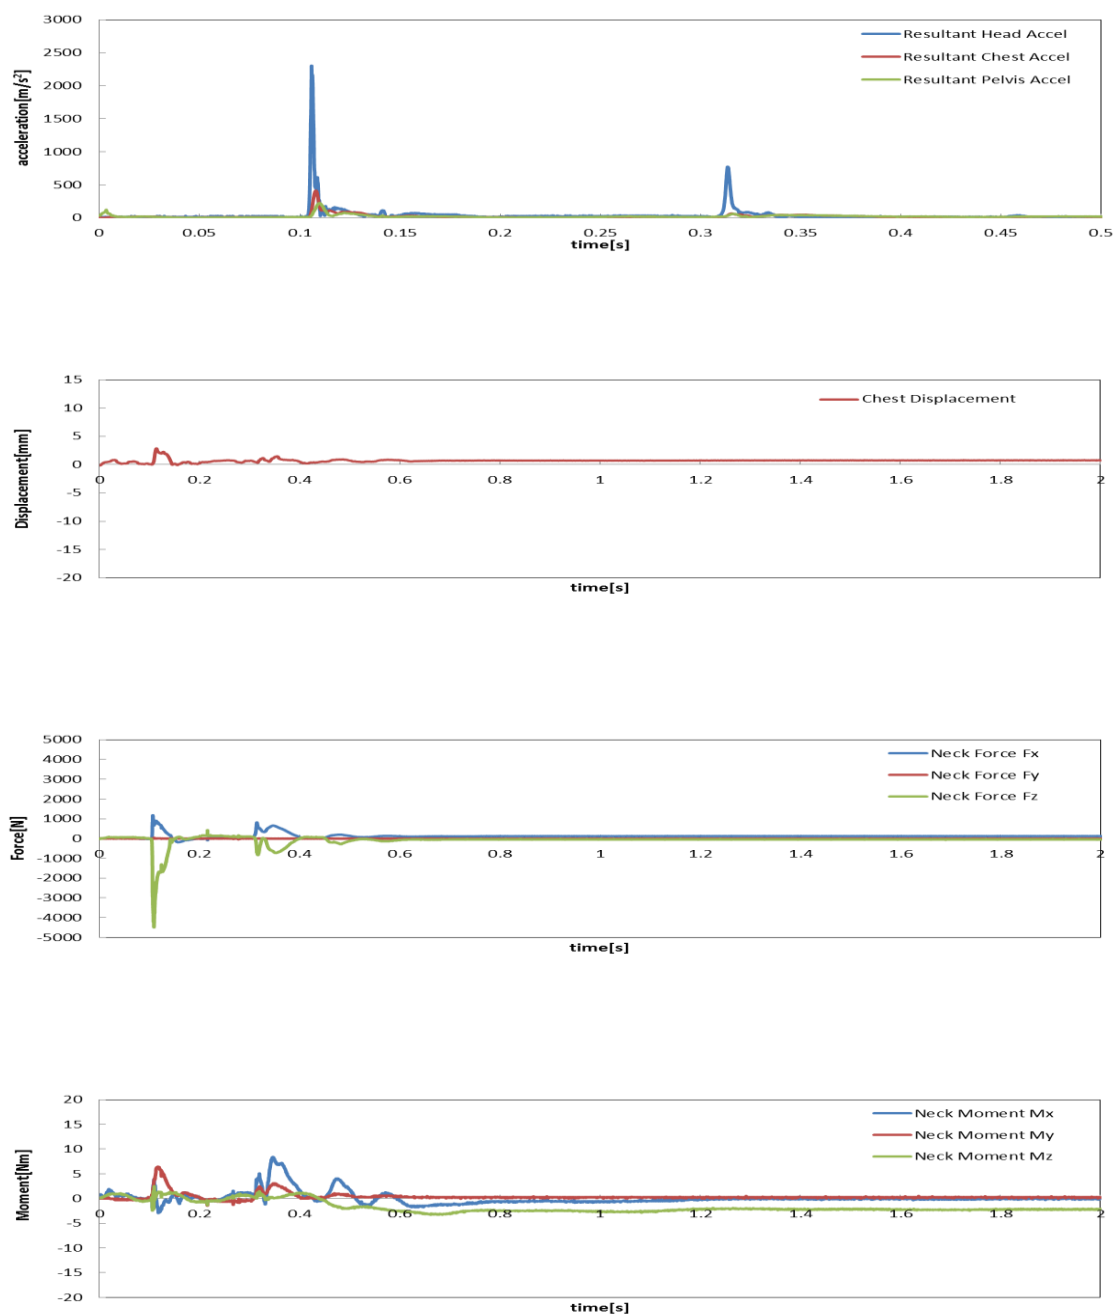 3000
2500
2000
1500
1000
500
0
acceleration[m/s²]
Resultant Head Accel
Resultant Chest Accel
Resultant Pelvis Accel
0 0.05 0.1 0.15 0.2 0.25 0.3 0.35 0.4 0.45 0.5
time[s]
15
10
5
0
-5
-10
-15
-20
Displacement[mm]
Chest Displacement
0 0.2 0.4 0.6 0.8 1 1.2 1.4 1.6 1.8 2
time[s]
5000
4000
3000
2000
1000
0
-1000
-2000
-3000
-4000
-5000
Force[N]
Neck Force Fx
Neck Force Fy
Neck Force Fz
0 0.2 0.4 0.6 0.8 1 1.2 1.4 1.6 1.8 2
time[s]
20
15
10
5
0
-5
-10
-15
-20
Moment[Nm]
Neck Moment Mx
Neck Moment My
Neck Moment Mz
0 0.2 0.4 0.6 0.8 1 1.2 1.4 1.6 1.8 2
time[s]